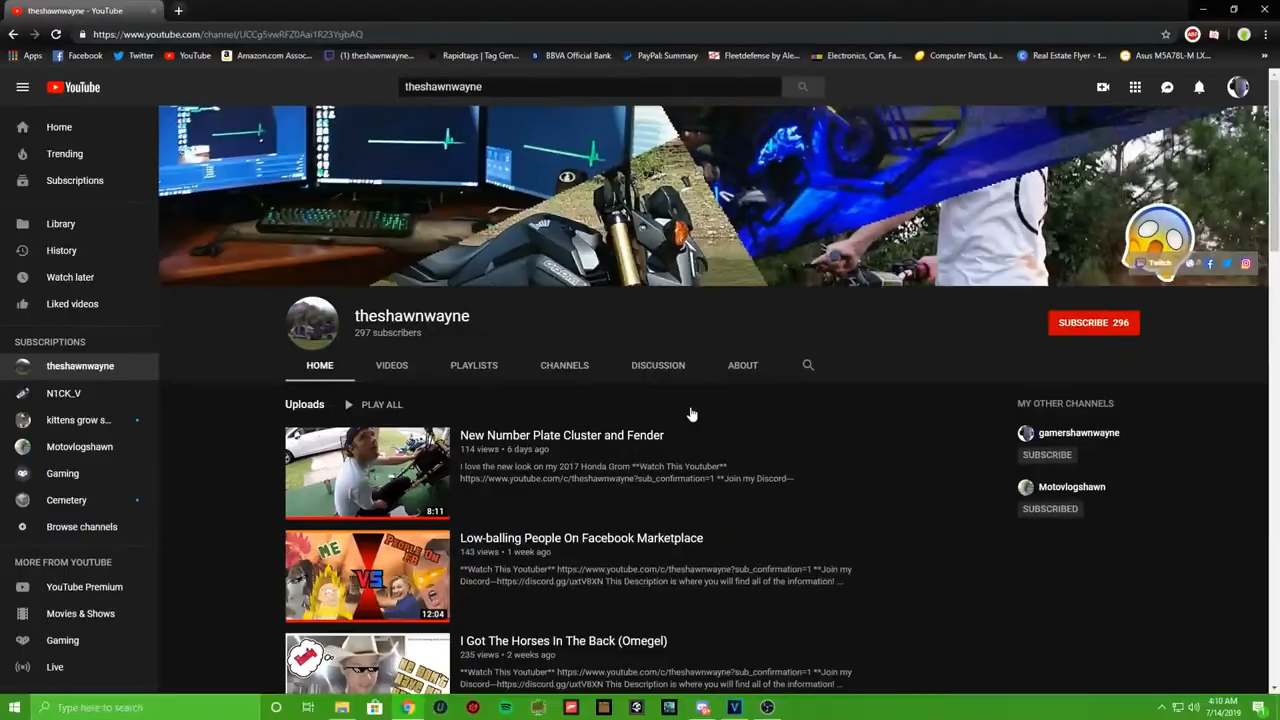 theshawnwayne - YouTube
https://www.youtube.com/channel/UCCg5vwRFZ0Aai1R23YsjbAQ
Apps Facebook Twitter YouTube Amazon.com Assoc... (1) theshawnwayne... Rapidtags | Tag Gen... BBVA Official Bank PayPal: Summary Fleetdefense by Ale... Electronics, Cars, Fa... Computer Parts, La... Real Estate Flyer - t... Asus M5A78L-M LX...
YouTube
theshawnwayne
Home
Trending
Subscriptions
Library
History
Watch later
Liked videos
SUBSCRIPTIONS
theshawnwayne
N1CK_V
kittens grow s...
Motovlogshawn
Gaming
Cemetery
Browse channels
MORE FROM YOUTUBE
YouTube Premium
Movies & Shows
Gaming
Live
GROM
Twitch
theshawnwayne
297 subscribers
SUBSCRIBE 296
HOME VIDEOS PLAYLISTS CHANNELS DISCUSSION ABOUT
Uploads PLAY ALL
New Number Plate Cluster and Fender
114 views • 6 days ago
I love the new look on my 2017 Honda Grom **Watch This Youtuber**
https://www.youtube.com/c/theshawnwayne?sub_confirmation=1 **Join my Discord---
8:11
Low-balling People On Facebook Marketplace
143 views • 1 week ago
**Watch This Youtuber** https://www.youtube.com/c/theshawnwayne?sub_confirmation=1 **Join my
Discord---https://discord.gg/uxtV8XN This Description is where you will find all of the information! ...
ME
VS
PEOPLE ON FB
12:04
I Got The Horses In The Back (Omegel)
235 views • 2 weeks ago
**Watch This Youtuber** https://www.youtube.com/c/theshawnwayne?sub_confirmation=1 **Join my
Discord---https://discord.gg/uxtV8XN This Description is where you will find all of the information! ...
MY OTHER CHANNELS
gamershawnwayne
SUBSCRIBE
Motovlogshawn
SUBSCRIBED
Type here to search
4:10 AM
7/14/2019